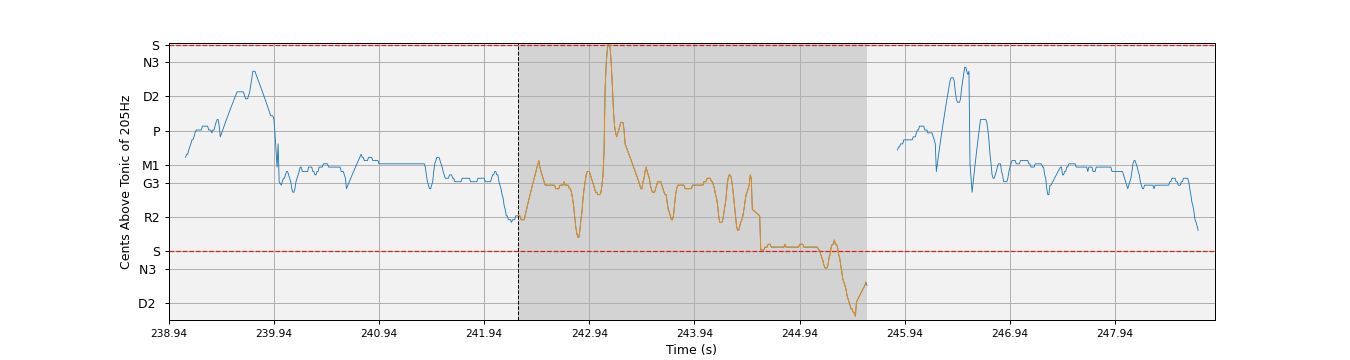 Cents Above Tonic of 205Hz
S
N3
D2
P
M1
G3
R2
S
N3
D2
238.94 239.94 240.94 241.94 242.94 243.94 244.94 245.94 246.94 247.94
Time (s)